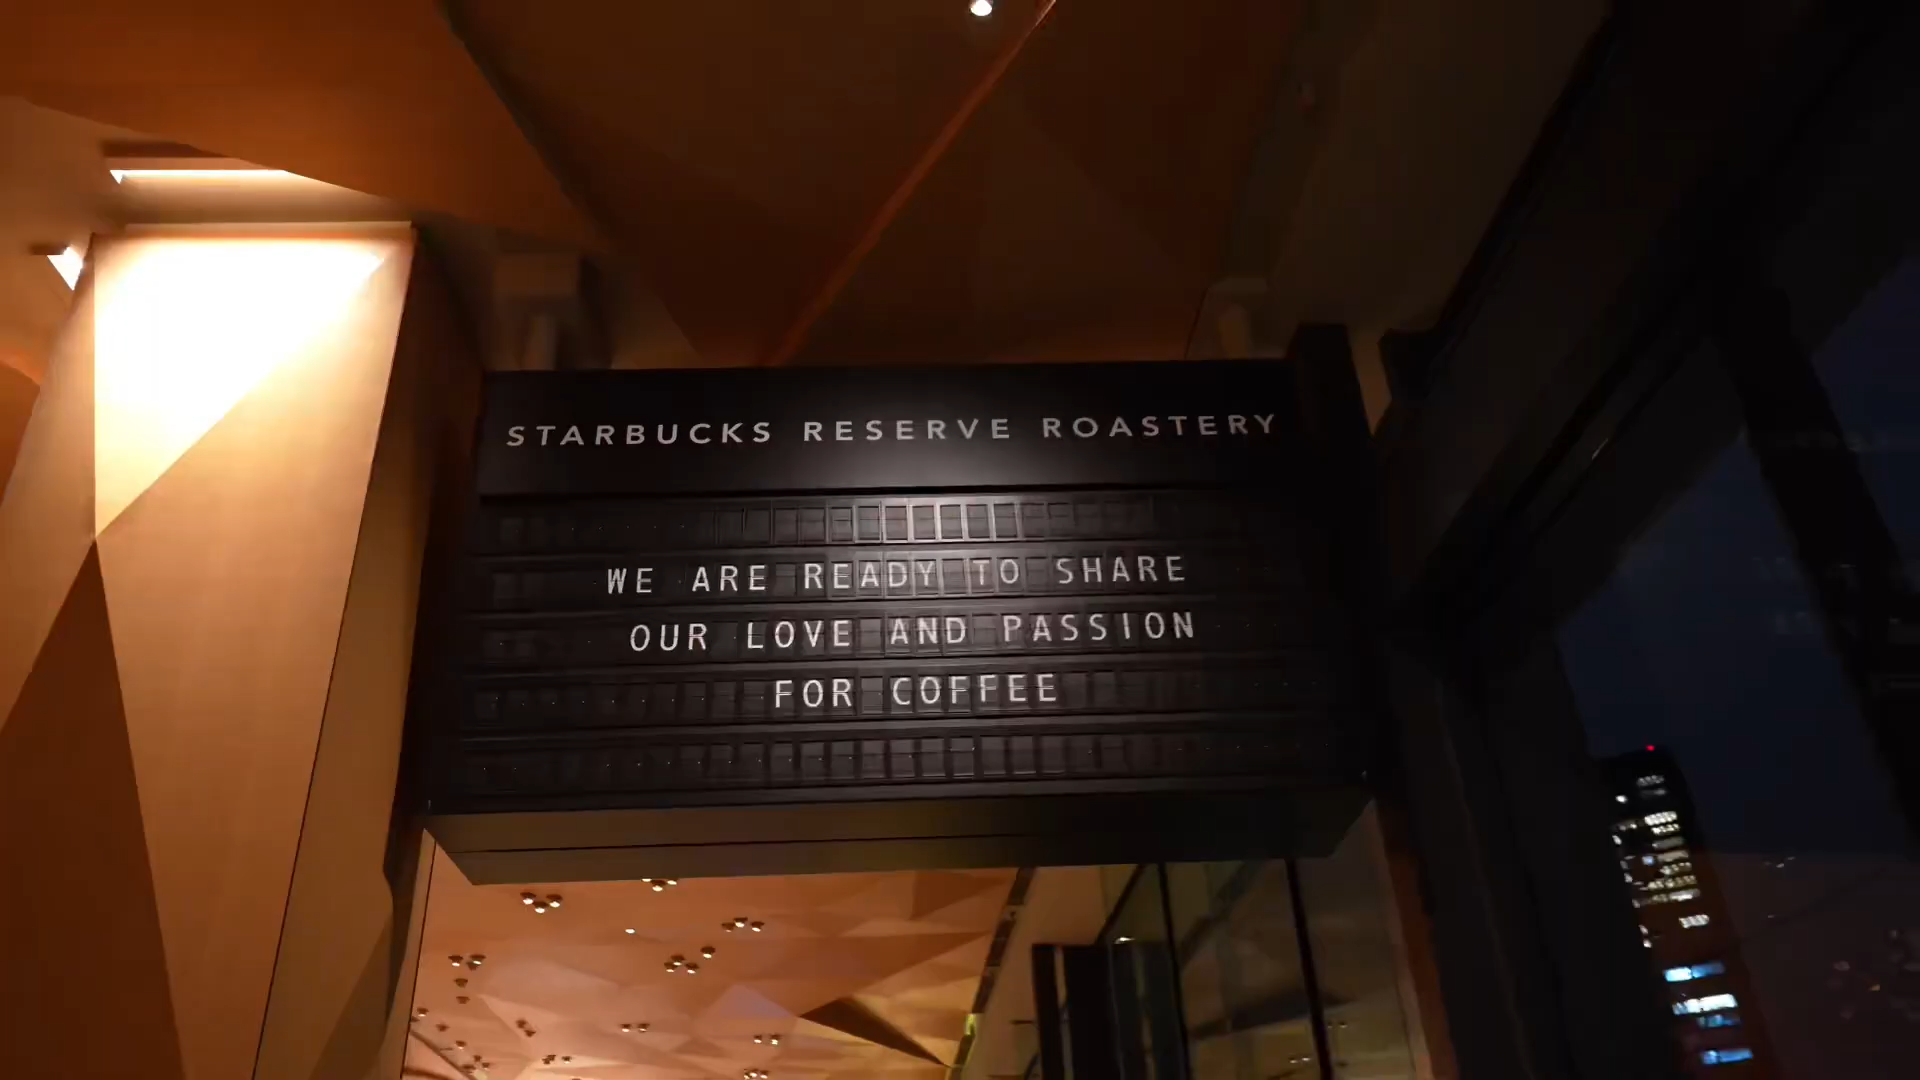 STARBUCKS RESERVE ROASTERY
WE ARE READY TO SHARE
OUR LOVE AND PASSION
FOR COFFEE